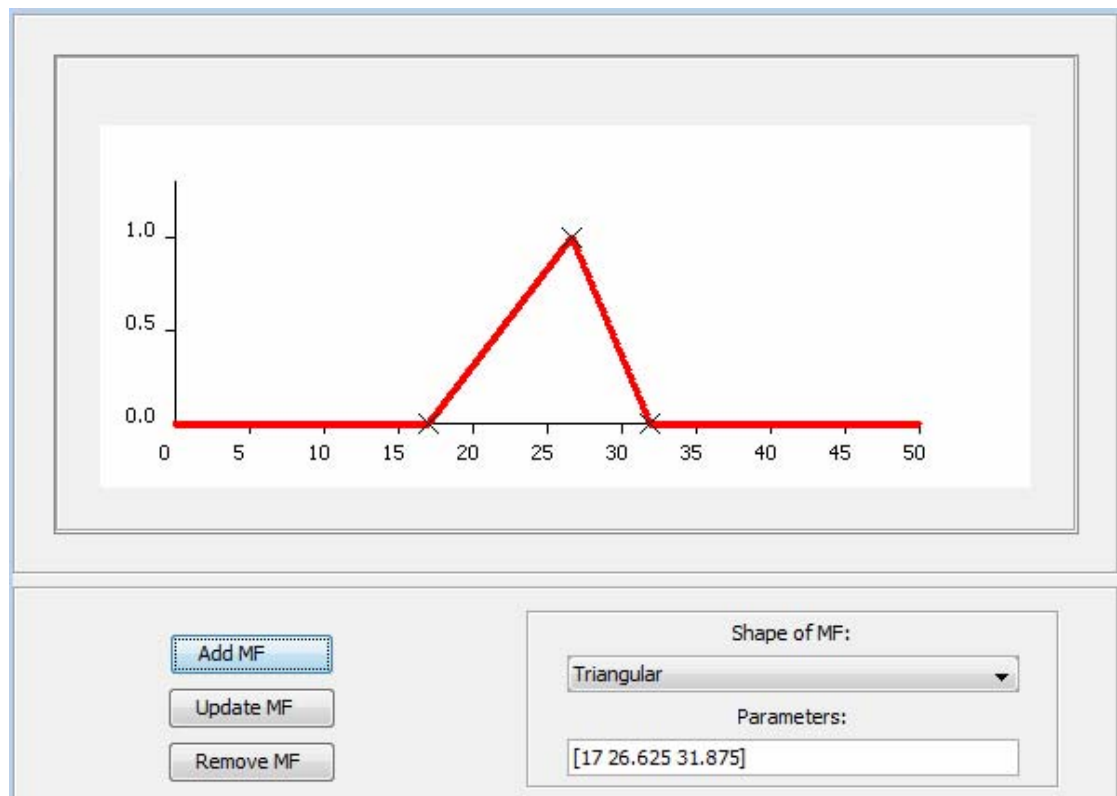 1.0
0.5
0.0
0 5 10 15 20 25 30 35 40 45 50
Add MF
Update MF
Remove MF
Shape of MF:
Triangular
Parameters:
[17 26.625 31.875]